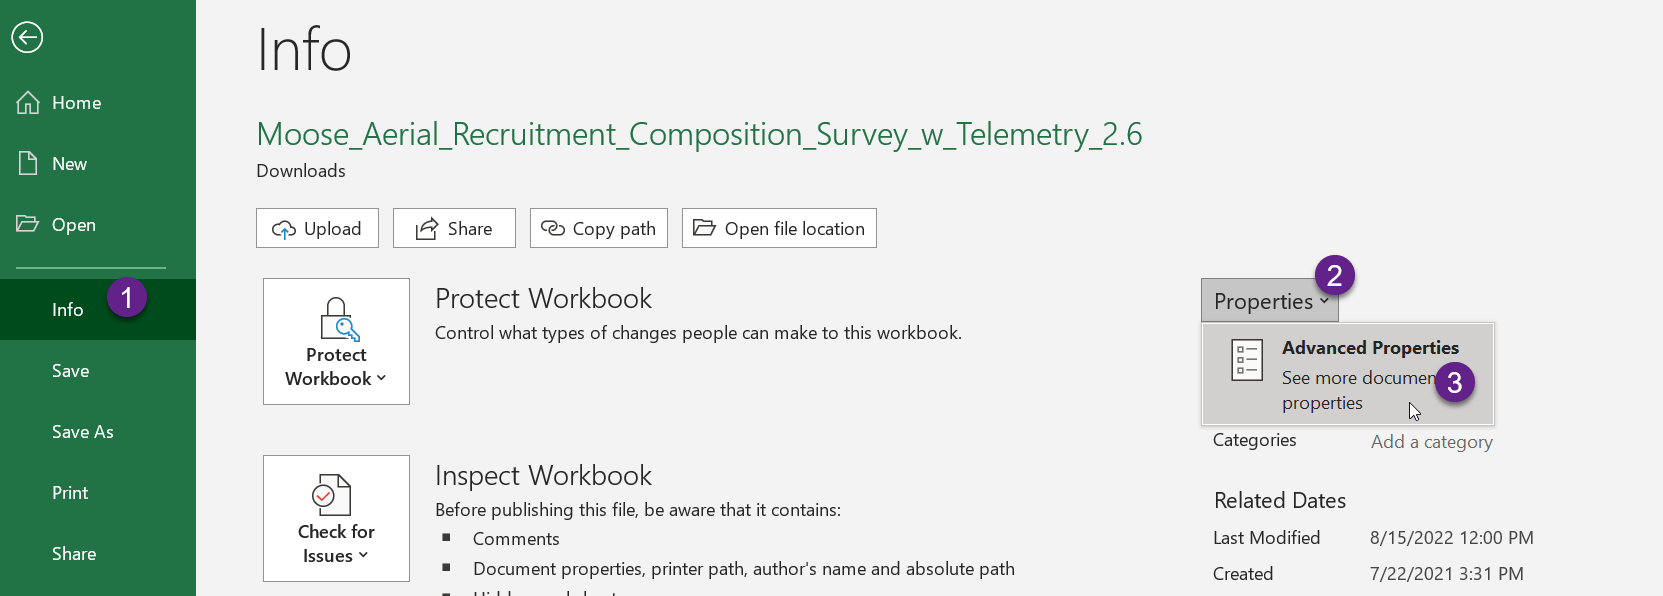 Info
Home
New
Open
Info
1
Save
Save As
Print
Share
Moose_Aerial_Recruitment_Composition_Survey_w_Telemetry_2.6
Downloads
Upload
Share
Copy path
Open file location
Protect
Workbook
Protect Workbook
Control what types of changes people can make to this workbook.
Check for
Issues
Inspect Workbook
Before publishing this file, be aware that it contains:
Comments
Document properties, printer path, author's name and absolute path
Properties
2
Advanced Properties
See more documen
3
properties
Categories Add a category
Related Dates
Last Modified 8/15/2022 12:00 PM
Created 7/22/2021 3:31 PM